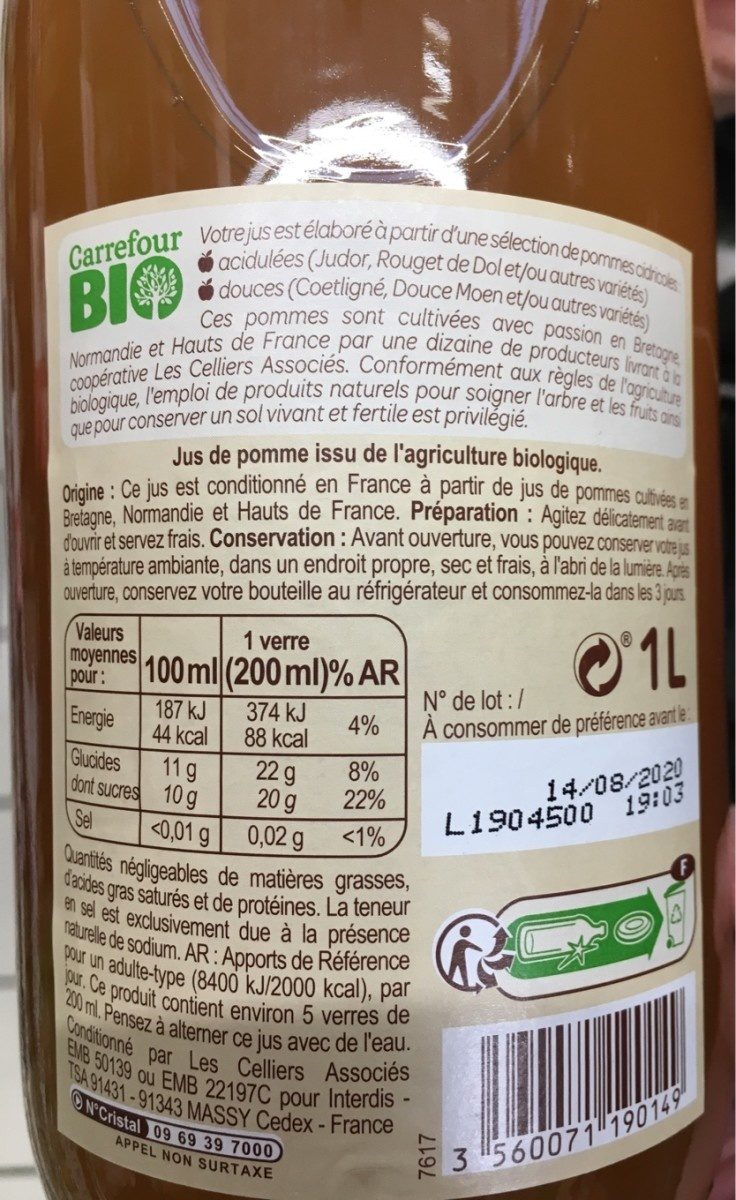 Carrefour
BIO
Votre jus est élaboré à partir d'une sélection de pommes cidricoles :
acidulées (Judor, Rouget de Dol et/ou autres variétés)
douces (Coetligné, Douce Moen et/ou autres variétés)
Ces pommes sont cultivées avec passion en Bretagne,
Normandie et Hauts de France par une dizaine de producteurs livrant à la
coopérative Les Celliers Associés. Conformément aux règles de l'agriculture
biologique, l'emploi de produits naturels pour soigner l'arbre et les fruits ainsi
que pour conserver un sol vivant et fertile est privilégié.
Jus de pomme issu de l'agriculture biologique.
Origine : Ce jus est conditionné en France à partir de jus de pommes cultivées en
Bretagne, Normandie et Hauts de France. Préparation : Agitez délicatement avant
d'ouvrir et servez frais. Conservation : Avant ouverture, vous pouvez conserver votre jus
à température ambiante, dans un endroit propre, sec et frais, à l'abri de la lumière. Après
ouverture, conservez votre bouteille au réfrigérateur et consommez-la dans les 3 jours.
Valeurs moyennes pour : 100 ml 1 verre (200 ml) % AR
Energie 187 kJ 374 kJ 4%
44 kcal 88 kcal
Glucides 11 g 22 g 8%
dont sucres 10 g 20 g 22%
Sel <0,01 g 0,02 g <1%
Quantités négligeables de matières grasses,
d'acides gras saturés et de protéines. La teneur
en sel est exclusivement due à la présence
naturelle de sodium. AR : Apports de Référence
pour un adulte-type (8400 kJ/2000 kcal), par
jour. Ce produit contient environ 5 verres de
200 ml. Pensez à alterner ce jus avec de l'eau.
Conditionné par Les Celliers Associés
EMB 50139 ou EMB 22197C pour Interdis -
TSA 91431 - 91343 MASSY Cedex - France
N°Cristal 09 69 39 7000
APPEL NON SURTAXE
® 1L
N° de lot : /
À consommer de préférence avant le :
14/08/2020
L1904500 19:03
F
7617
3 560071 190149